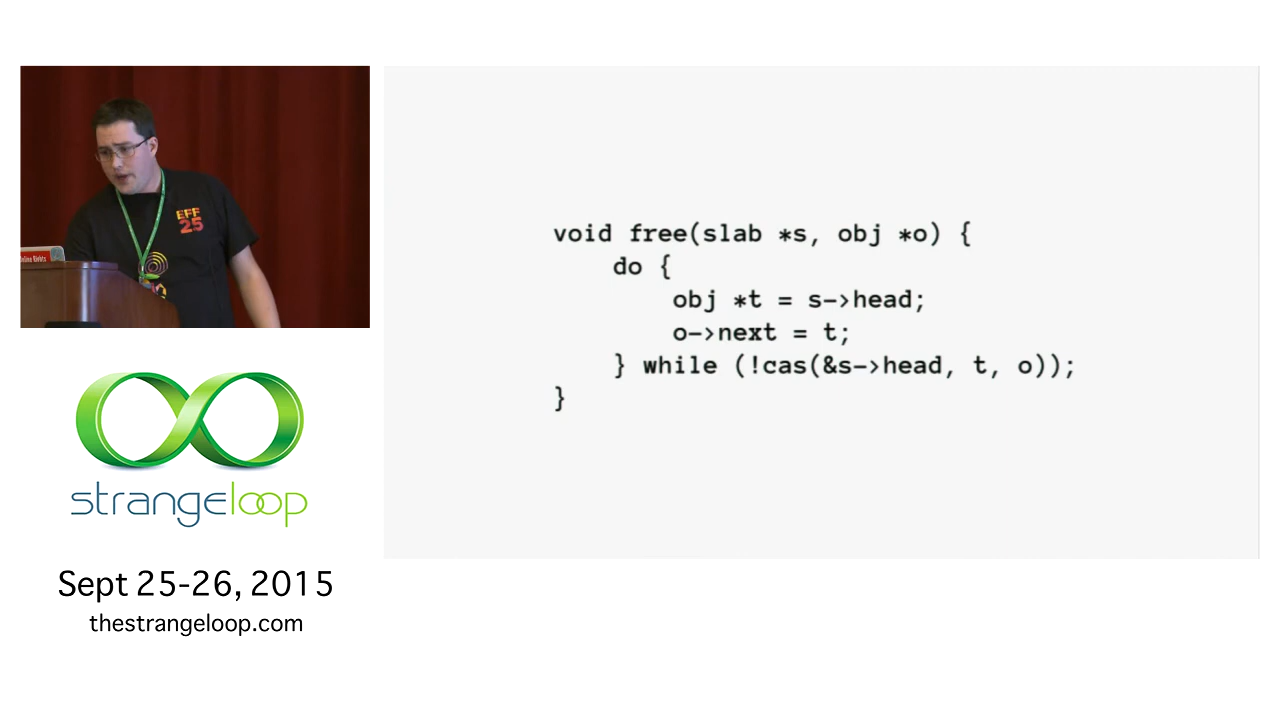 EFF
25
void free(slab *s, obj *o) {
do {
obj *t = s->head;
o->next = t;
} while (!cas(&s->head, t, o));
}
strangeloop
Sept 25-26, 2015
thestrangeloop.com